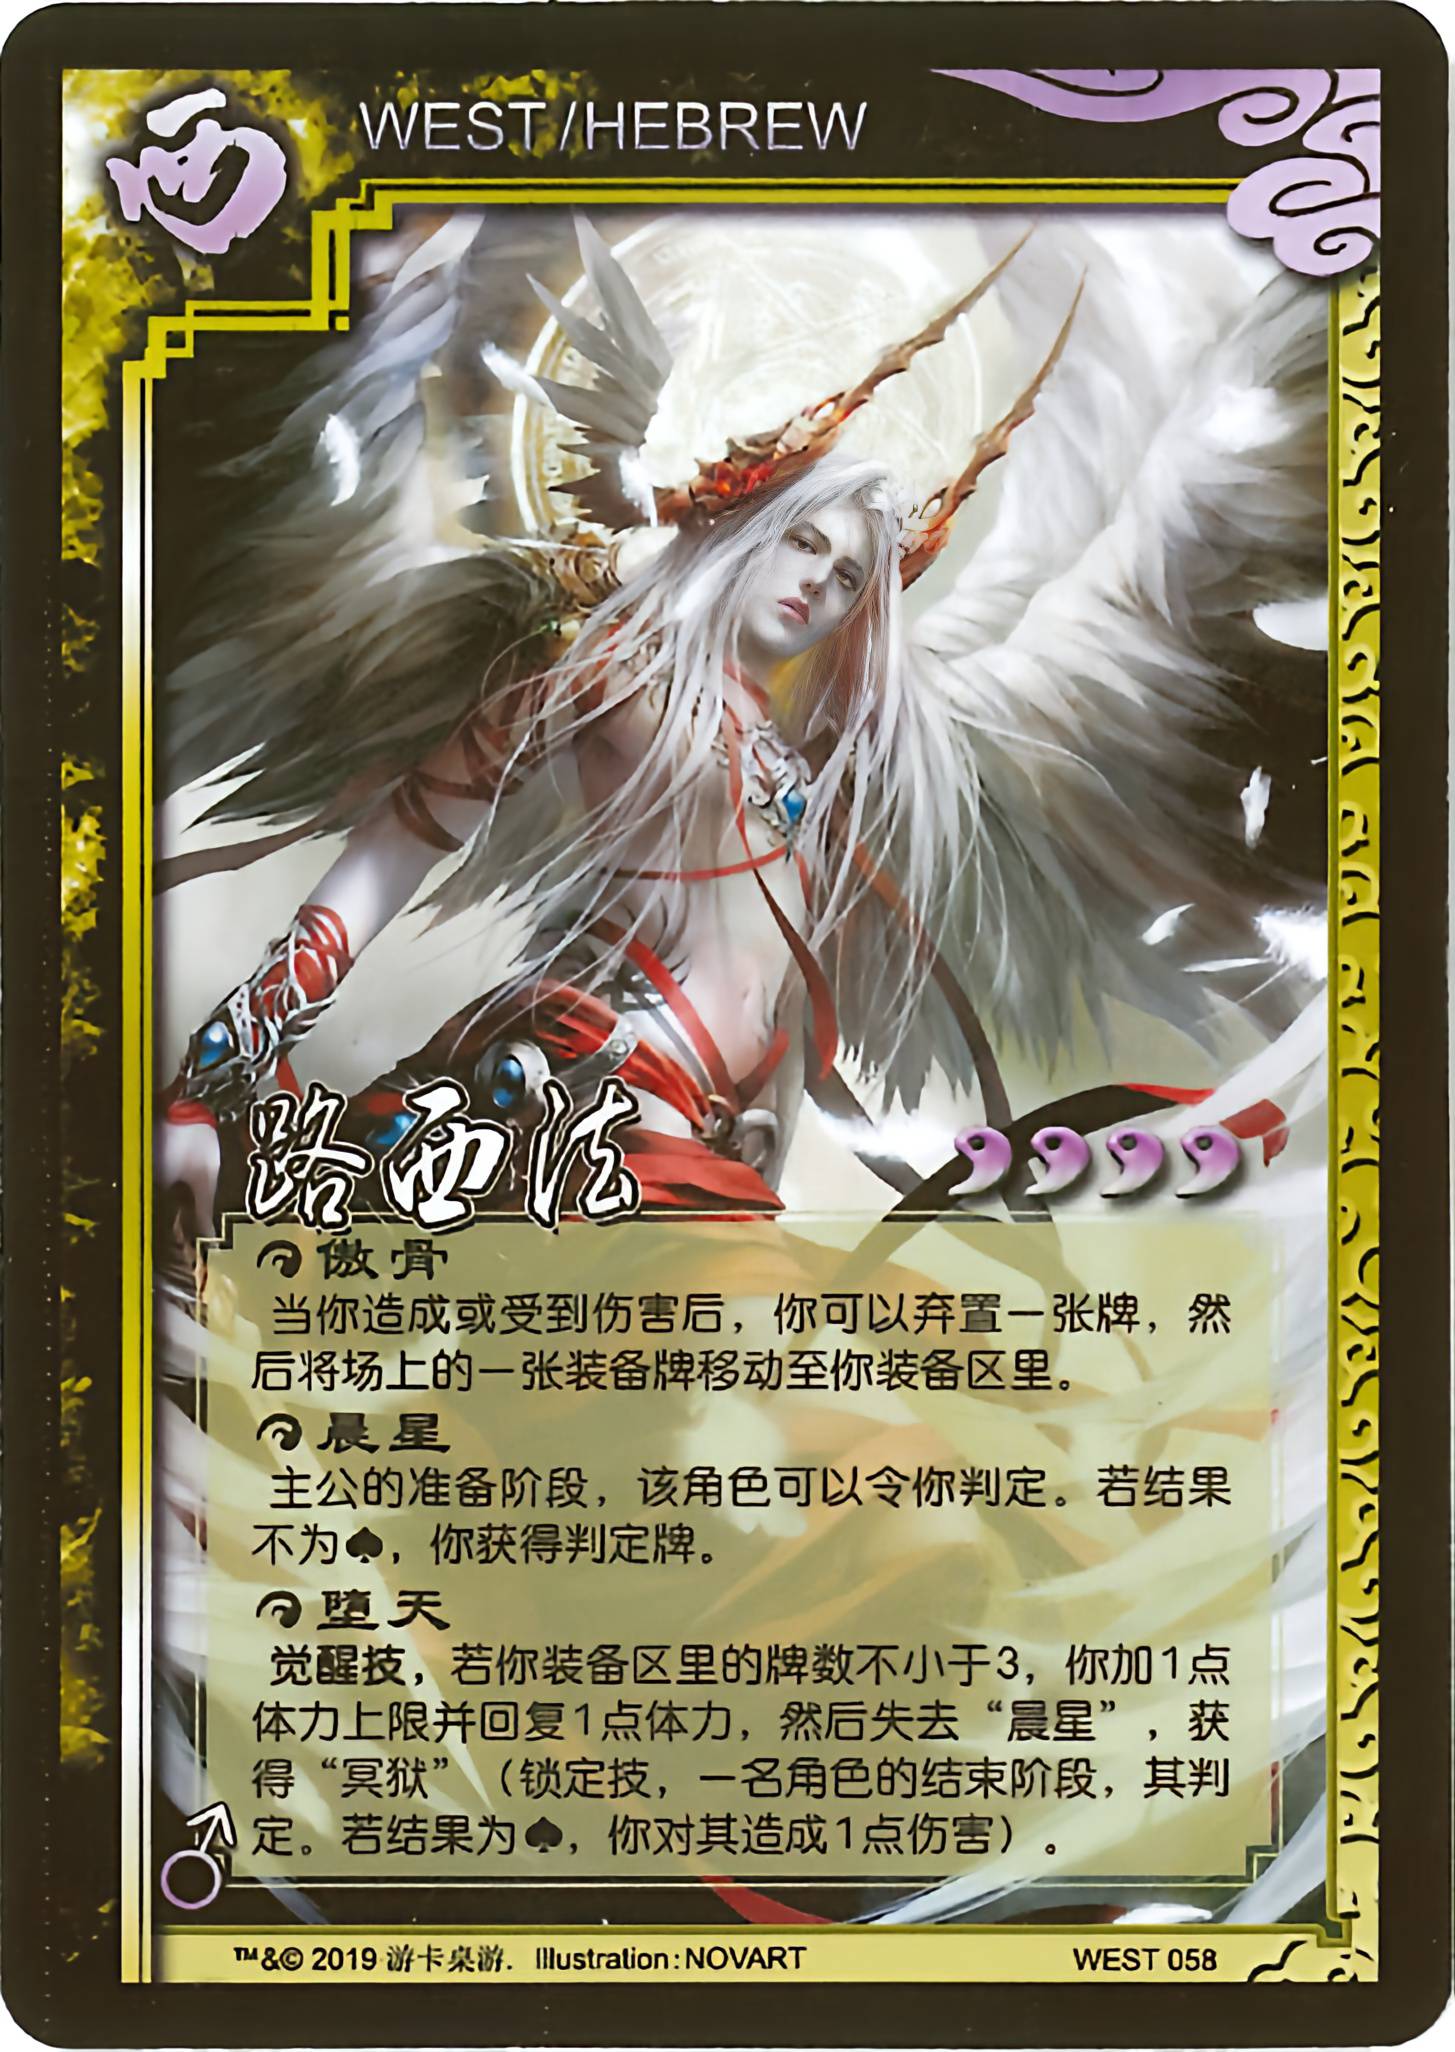 西
WEST/HEBREW
路西法
傲骨
当你造成或受到伤害后，你可以弃置一张牌，然
后将场上的一张装备牌移动至你装备区里。
晨星
主公的准备阶段，该角色可以令你判定。若结果
不为♠，你获得判定牌。
堕天
觉醒技，若你装备区里的牌数不小于3，你加1点
体力上限并回复1点体力，然后失去“晨星”，获
得“冥狱”（锁定技，一名角色的结束阶段，其判
定。若结果为♠，你对其造成1点伤害）。
™&© 2019 游卡桌游. Illustration:NOVART
WEST 058